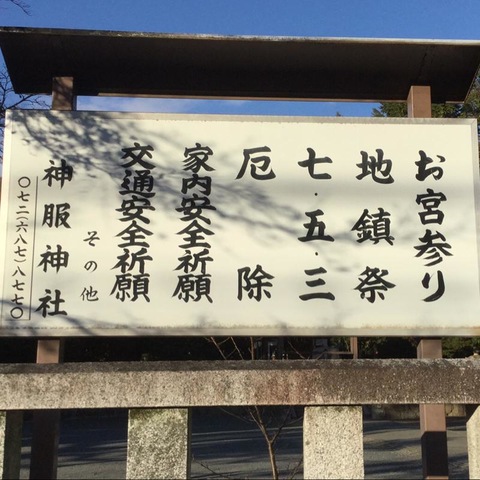 お宮参り
地鎮祭
七・五・三
厄除
家内安全祈願
交通安全祈願
その他
神服神社
〇七二(六八七)八七七〇